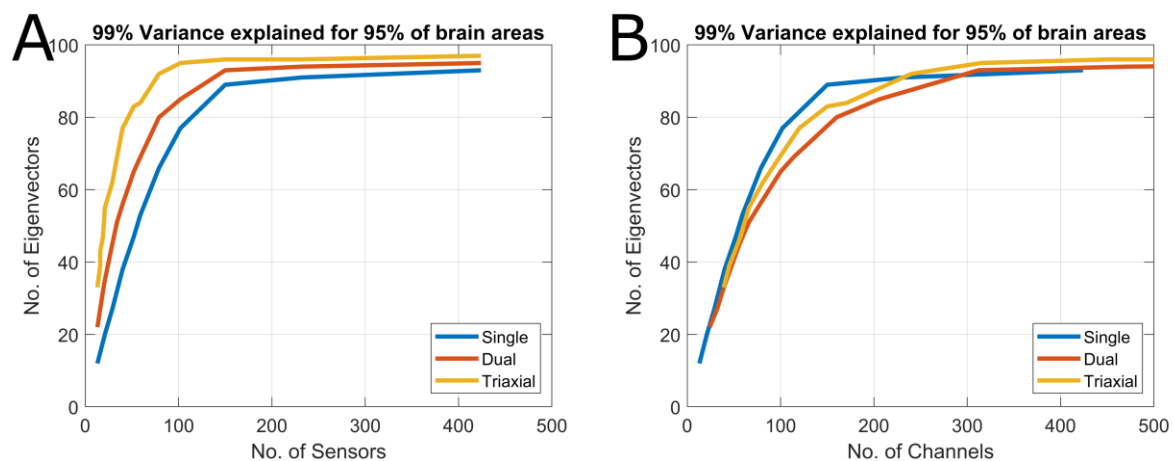 A
99% Variance explained for 95% of brain areas
100
80
60
40
20
0
No. of Eigenvectors
Single
Dual
Triaxial
0 100 200 300 400 500
No. of Sensors
B
99% Variance explained for 95% of brain areas
100
80
60
40
20
0
No. of Eigenvectors
Single
Dual
Triaxial
0 100 200 300 400 500
No. of Channels